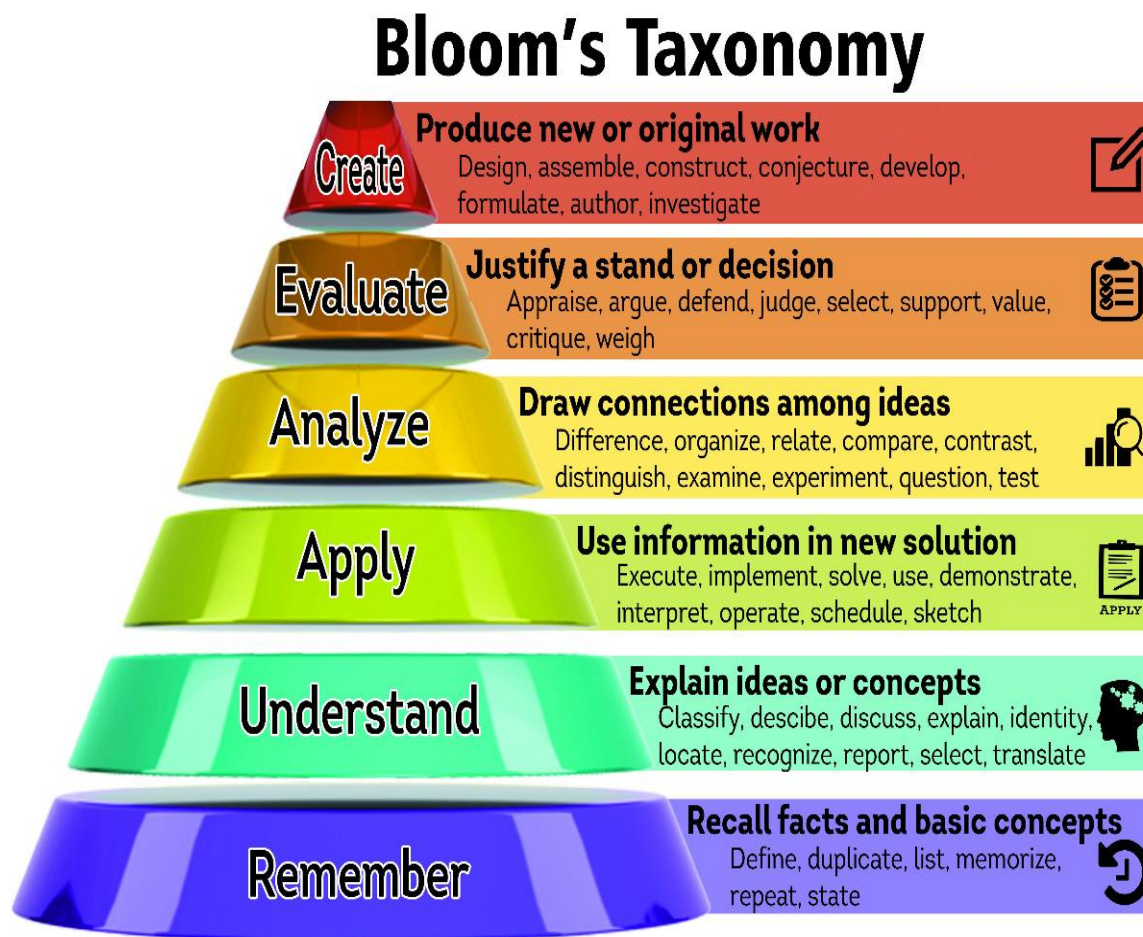 Bloom's Taxonomy
Create
Produce new or original work
Design, assemble, construct, conjecture, develop,
formulate, author, investigate
Evaluate
Justify a stand or decision
Appraise, argue, defend, judge, select, support, value,
critique, weigh
Analyze
Draw connections among ideas
Difference, organize, relate, compare, contrast,
distinguish, examine, experiment, question, test
Apply
Use information in new solution
Execute, implement, solve, use, demonstrate,
interpret, operate, schedule, sketch
APPLY
Understand
Explain ideas or concepts
Classify, descibe, discuss, explain, identity,
locate, recognize, report, select, translate
Remember
Recall facts and basic concepts
Define, duplicate, list, memorize,
repeat, state